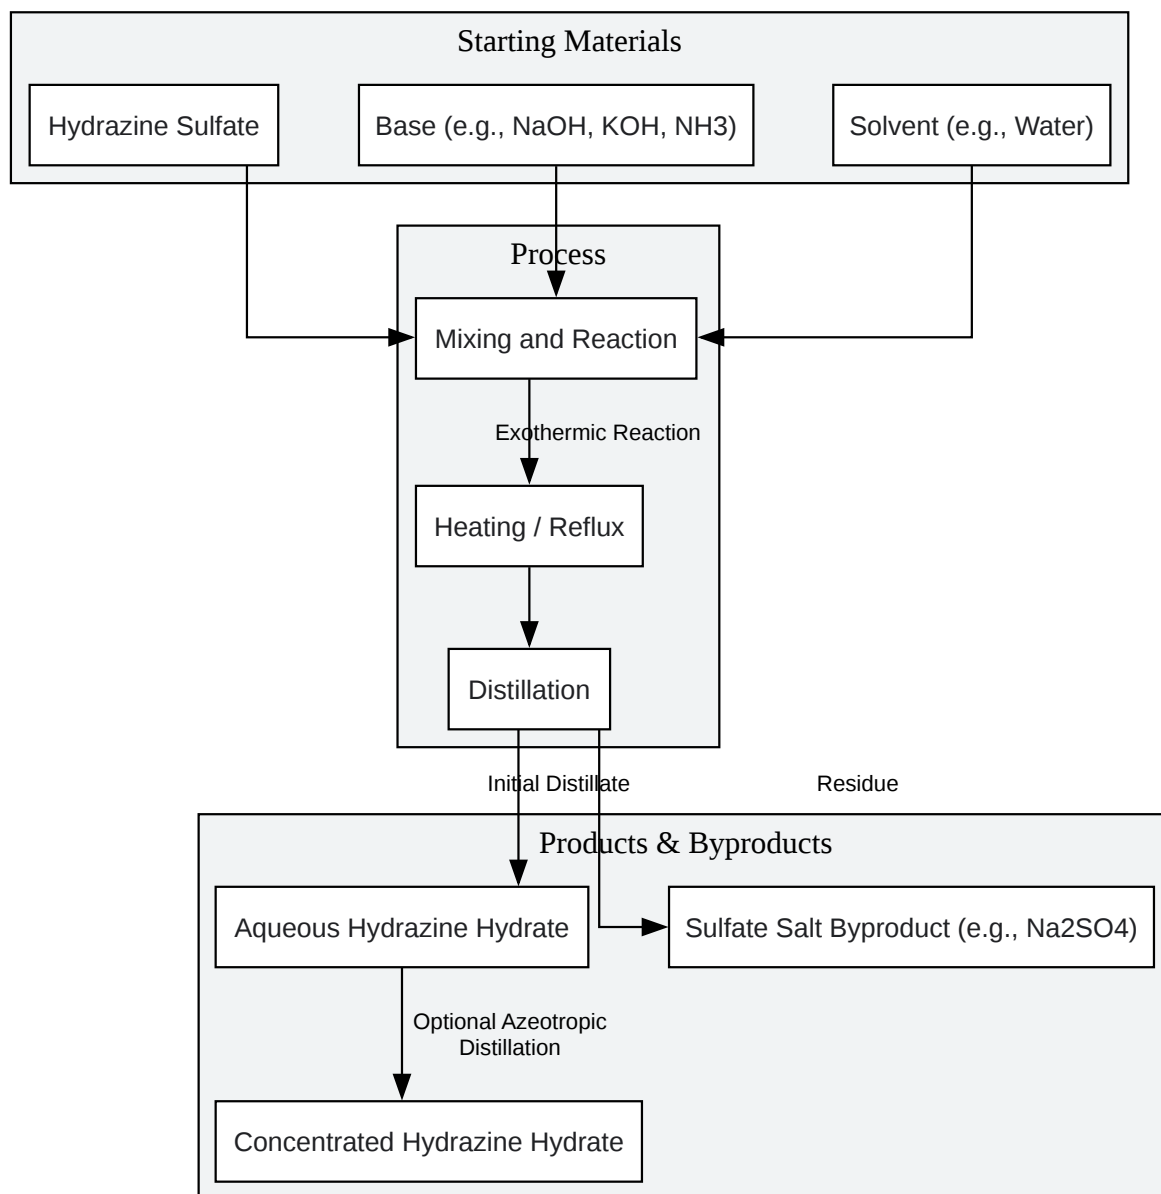 Starting Materials
Hydrazine Sulfate
Base (e.g., NaOH, KOH, NH3)
Solvent (e.g., Water)
Process
Mixing and Reaction
Exothermic Reaction
Heating / Reflux
Distillation
Initial Distillate
Residue
Products & Byproducts
Aqueous Hydrazine Hydrate
Sulfate Salt Byproduct (e.g., Na2SO4)
Optional Azeotropic
Distillation
Concentrated Hydrazine Hydrate